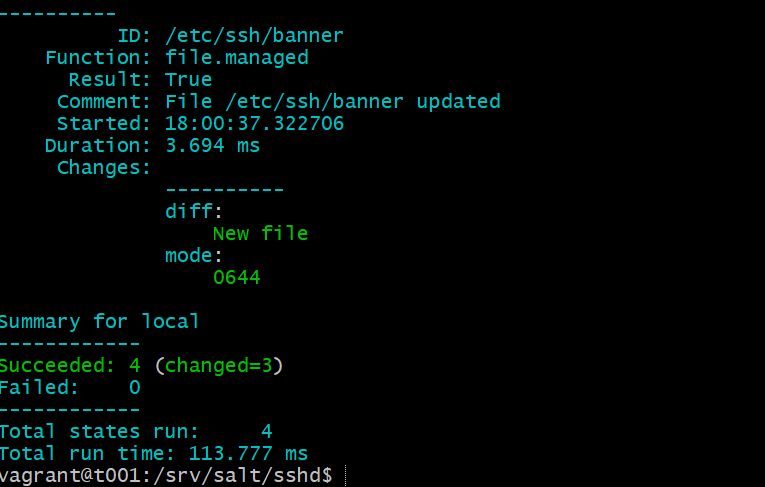 ----------
          ID: /etc/ssh/banner
    Function: file.managed
      Result: True
     Comment: File /etc/ssh/banner updated
     Started: 18:00:37.322706
    Duration: 3.694 ms
     Changes:
              ----------
              diff:
                  New file
              mode:
                  0644

Summary for local
------------
Succeeded: 4 (changed=3)
Failed:    0
------------
Total states run:     4
Total run time: 113.777 ms
vagrant@t001:/srv/salt/sshd$